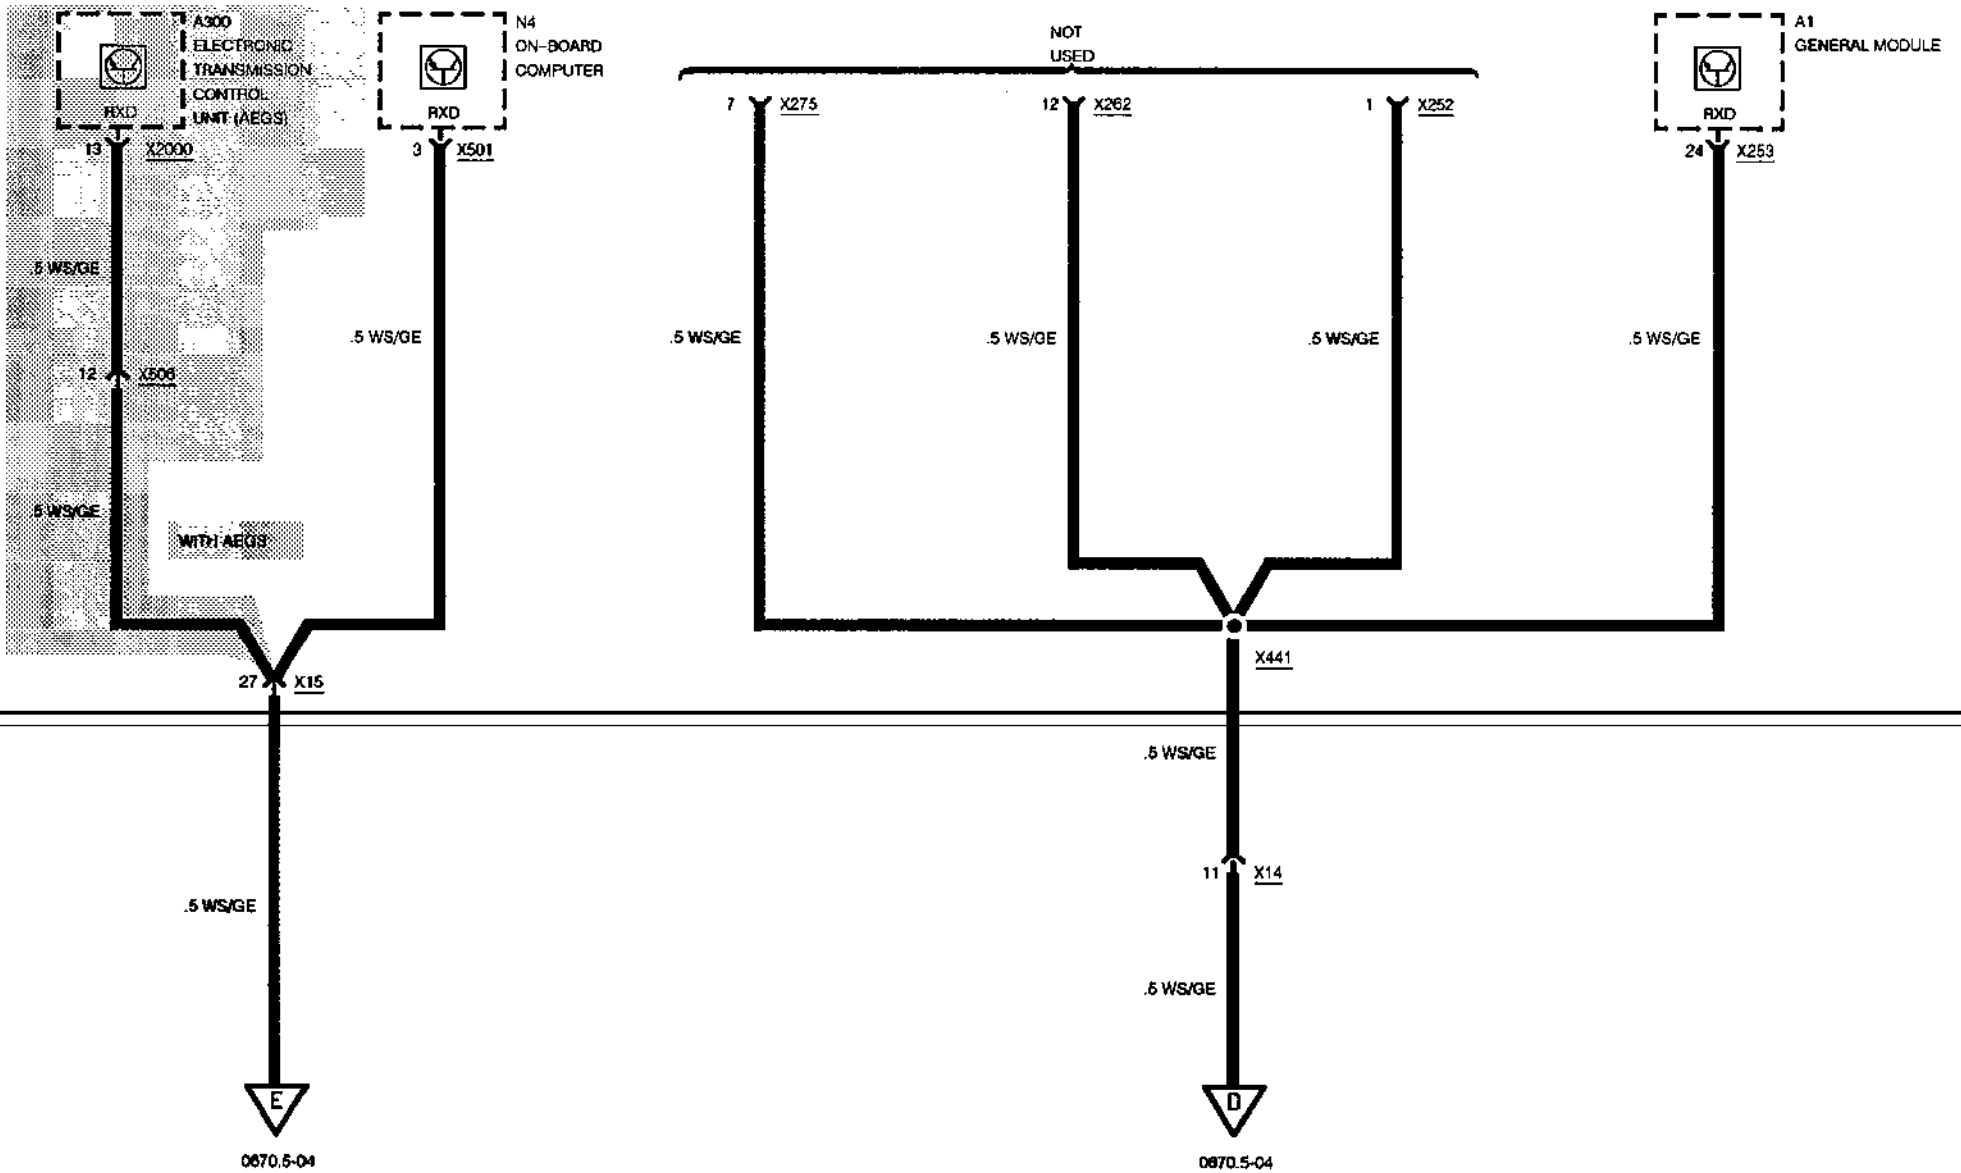 A300
ELECTRONIC
TRANSMISSION
CONTROL
UNIT (AEGS)
RXD
13 X2000
N4
ON-BOARD
COMPUTER
RXD
3 X501
NOT
USED
7 X275
12 X262
1 X252
A1
GENERAL MODULE
RXD
24 X253
.5 WS/GE
.5 WS/GE
.5 WS/GE
.5 WS/GE
.5 WS/GE
.5 WS/GE
12 X506
.5 WS/GE
WITH AEGS
27 X15
X441
.5 WS/GE
11 X14
.5 WS/GE
.5 WS/GE
E
0670.5-04
D
0670.5-04